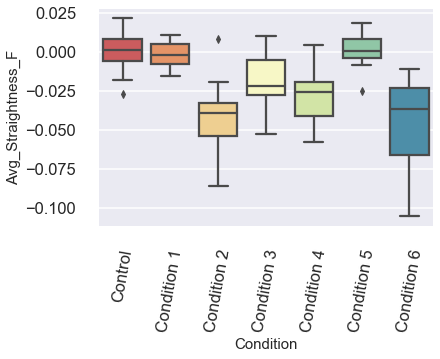 0.025
0.000
−0.025
−0.050
−0.075
−0.100
Avg_Straightness_F
Control
Condition 1
Condition 2
Condition 3
Condition 4
Condition 5
Condition 6
Condition